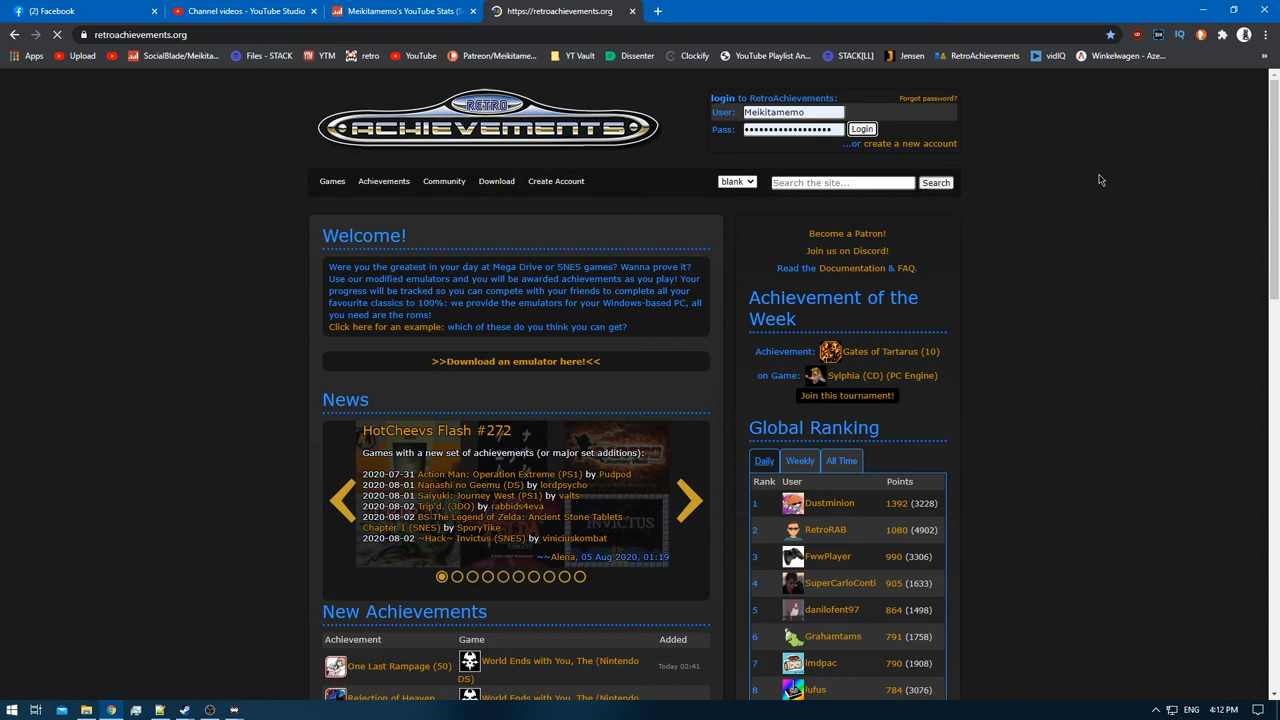 (2) Facebook
Channel videos - YouTube Studio
Meikitamemo's YouTube Stats (S
https://retroachievements.org
retroachievements.org
Apps
Upload
SocialBlade/Meikita...
Files - STACK
YTM
retro
YouTube
Patreon/Meikitame...
YT Vault
Dissenter
Clockify
YouTube Playlist An...
STACK[LL]
Jensen
RetroAchievements
vidIQ
Winkelwagen - Aze...
RETRO
ACHIEVEMENTS
login to RetroAchievements:
Forgot password?
User: Meikitamemo
Pass: •••••••••••••••••• Login
...or create a new account
Games Achievements Community Download Create Account
blank Search the site... Search
Welcome!
Were you the greatest in your day at Mega Drive or SNES games? Wanna prove it?
Use our modified emulators and you will be awarded achievements as you play! Your
progress will be tracked so you can compete with your friends to complete all your
favourite classics to 100%: we provide the emulators for your Windows-based PC, all
you need are the roms!
Click here for an example: which of these do you think you can get?
>>Download an emulator here!<<
News
HotCheevs Flash #272
Games with a new set of achievements (or major set additions):
2020-07-31 Action Man: Operation Extreme (PS1) by Pudpod
2020-08-01 Nanashi no Geemu (DS) by lordpsycho
2020-08-01 Saiyuki: Journey West (PS1) by valts
2020-08-02 Trip'd. (3DO) by rabbids4eva
2020-08-02 BS The Legend of Zelda: Ancient Stone Tablets -
Chapter 1 (SNES) by SporyTike
2020-08-02 ~Hack~ Invictus (SNES) by viniciuskombat
INVICTUS
~~Alena, 05 Aug 2020, 01:19
New Achievements
Achievement Game Added
One Last Rampage (50) World Ends with You, The (Nintendo
DS) Today 02:41
Rejection of Heaven World Ends with You, The (Nintendo
Become a Patron!
Join us on Discord!
Read the Documentation & FAQ.
Achievement of the
Week
Achievement: Gates of Tartarus (10)
on Game: Sylphia (CD) (PC Engine)
Join this tournament!
Global Ranking
Daily Weekly All Time
Rank User Points
1 Dustminion 1392 (3228)
2 RetroRAB 1080 (4902)
3 FwwPlayer 990 (3306)
4 SuperCarloConti 905 (1633)
5 danilofent97 864 (1498)
6 Grahamtams 791 (1758)
7 lmdpac 790 (1908)
8 lufus 784 (3076)
ENG 4:12 PM